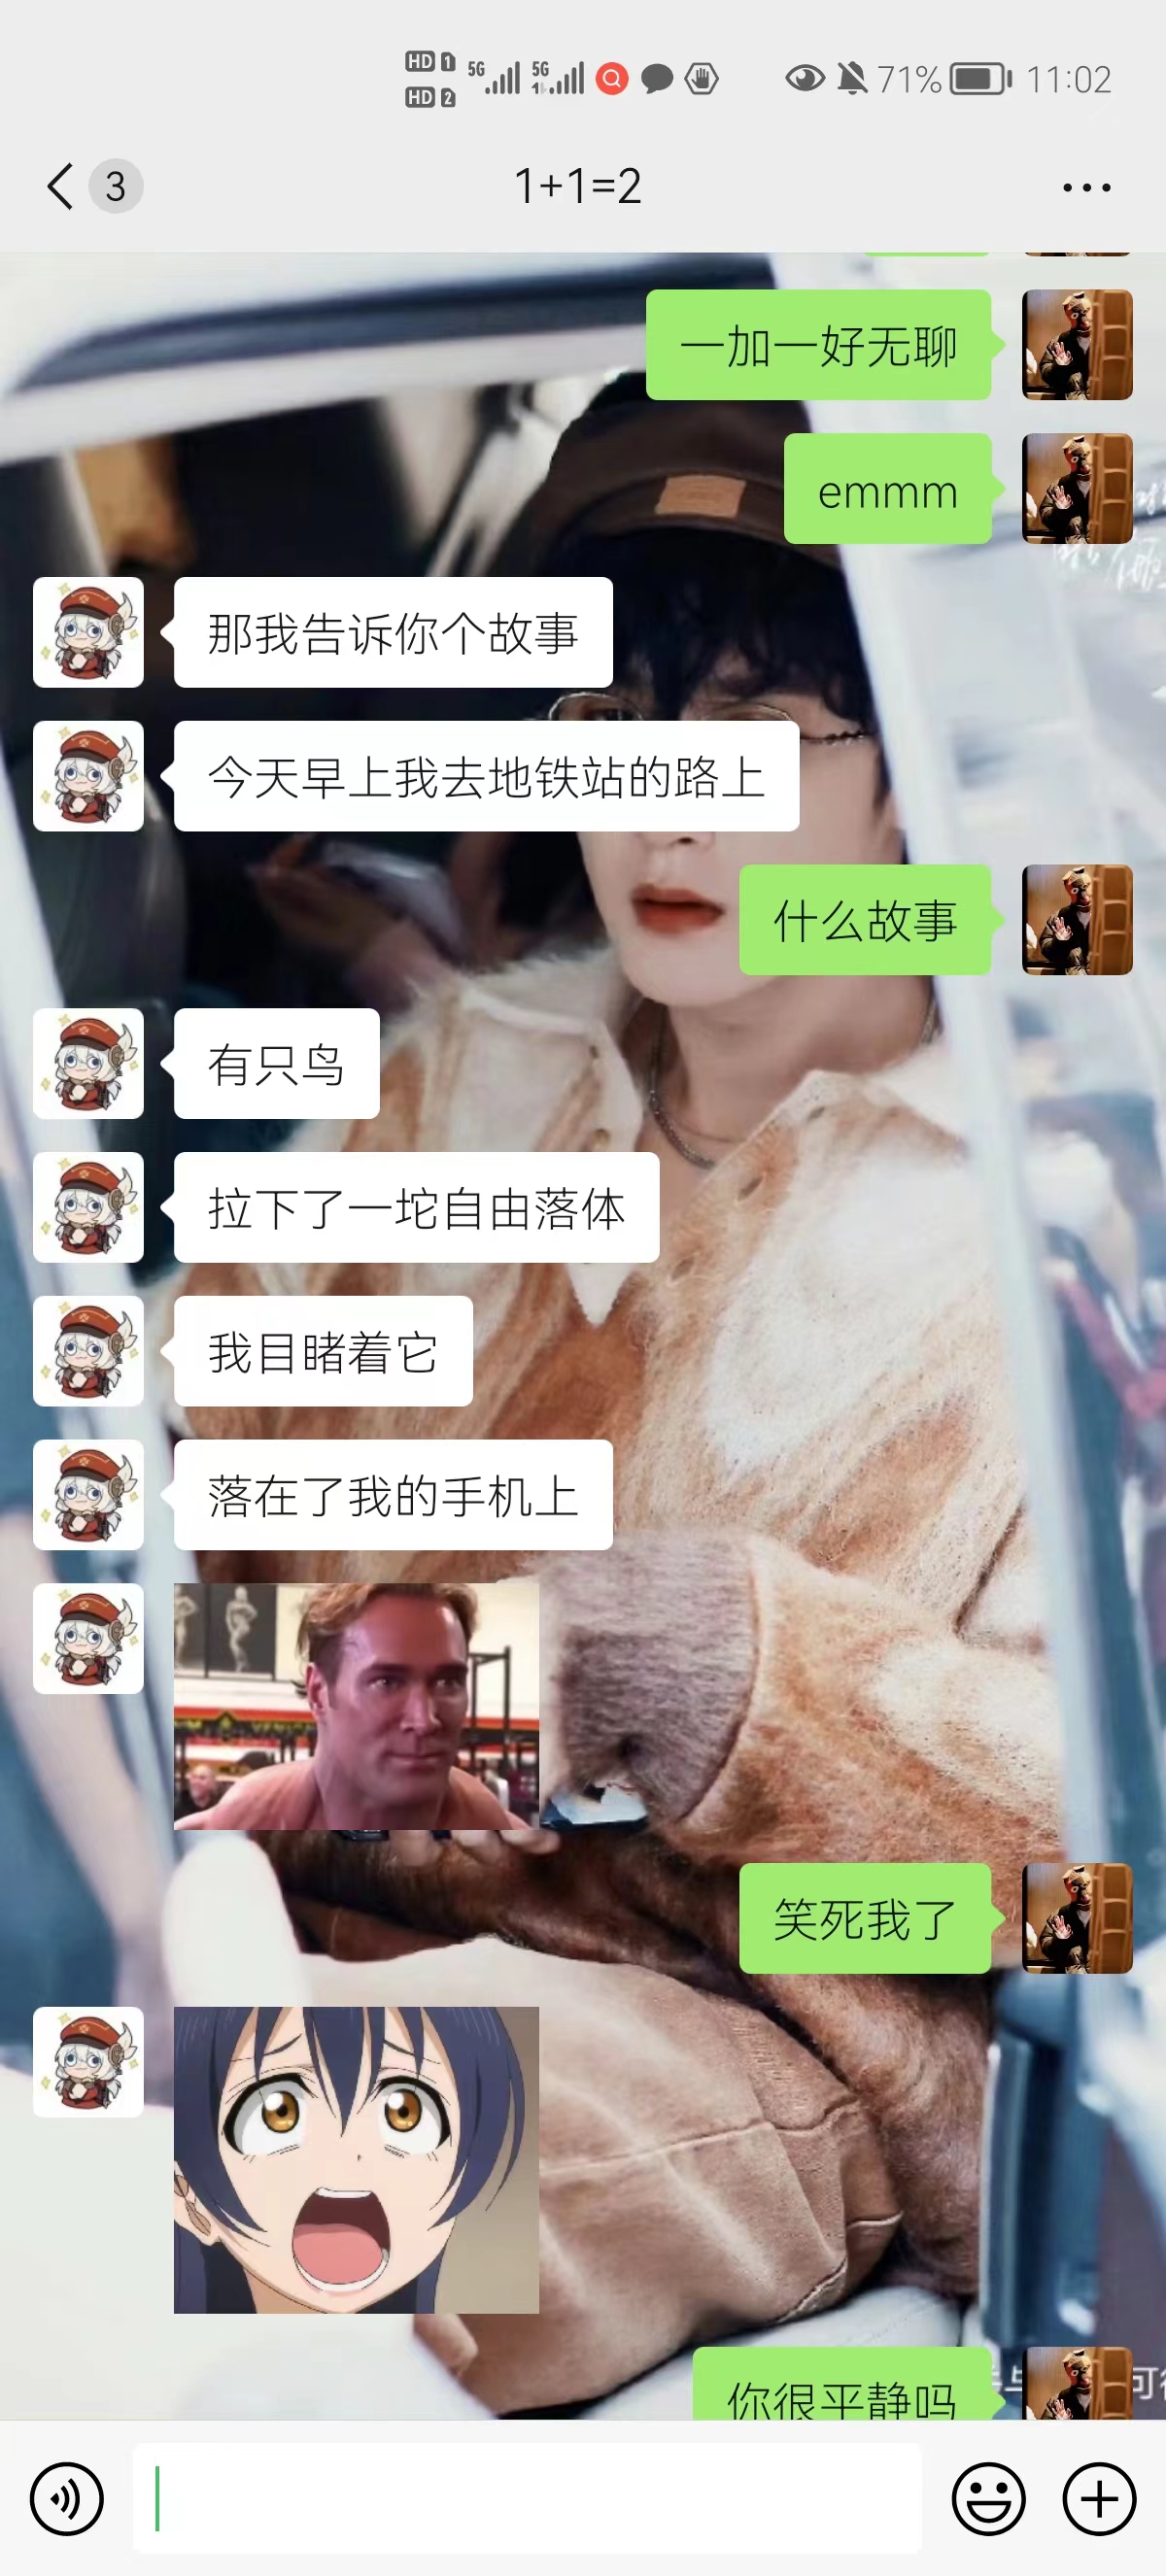 HD 1 5G 5G 71% 11:02
HD 2
3 1+1=2
一加一好无聊
emmm
那我告诉你个故事
今天早上我去地铁站的路上
什么故事
有只鸟
拉下了一坨自由落体
我目睹着它
落在了我的手机上
笑死我了
你很平静吗